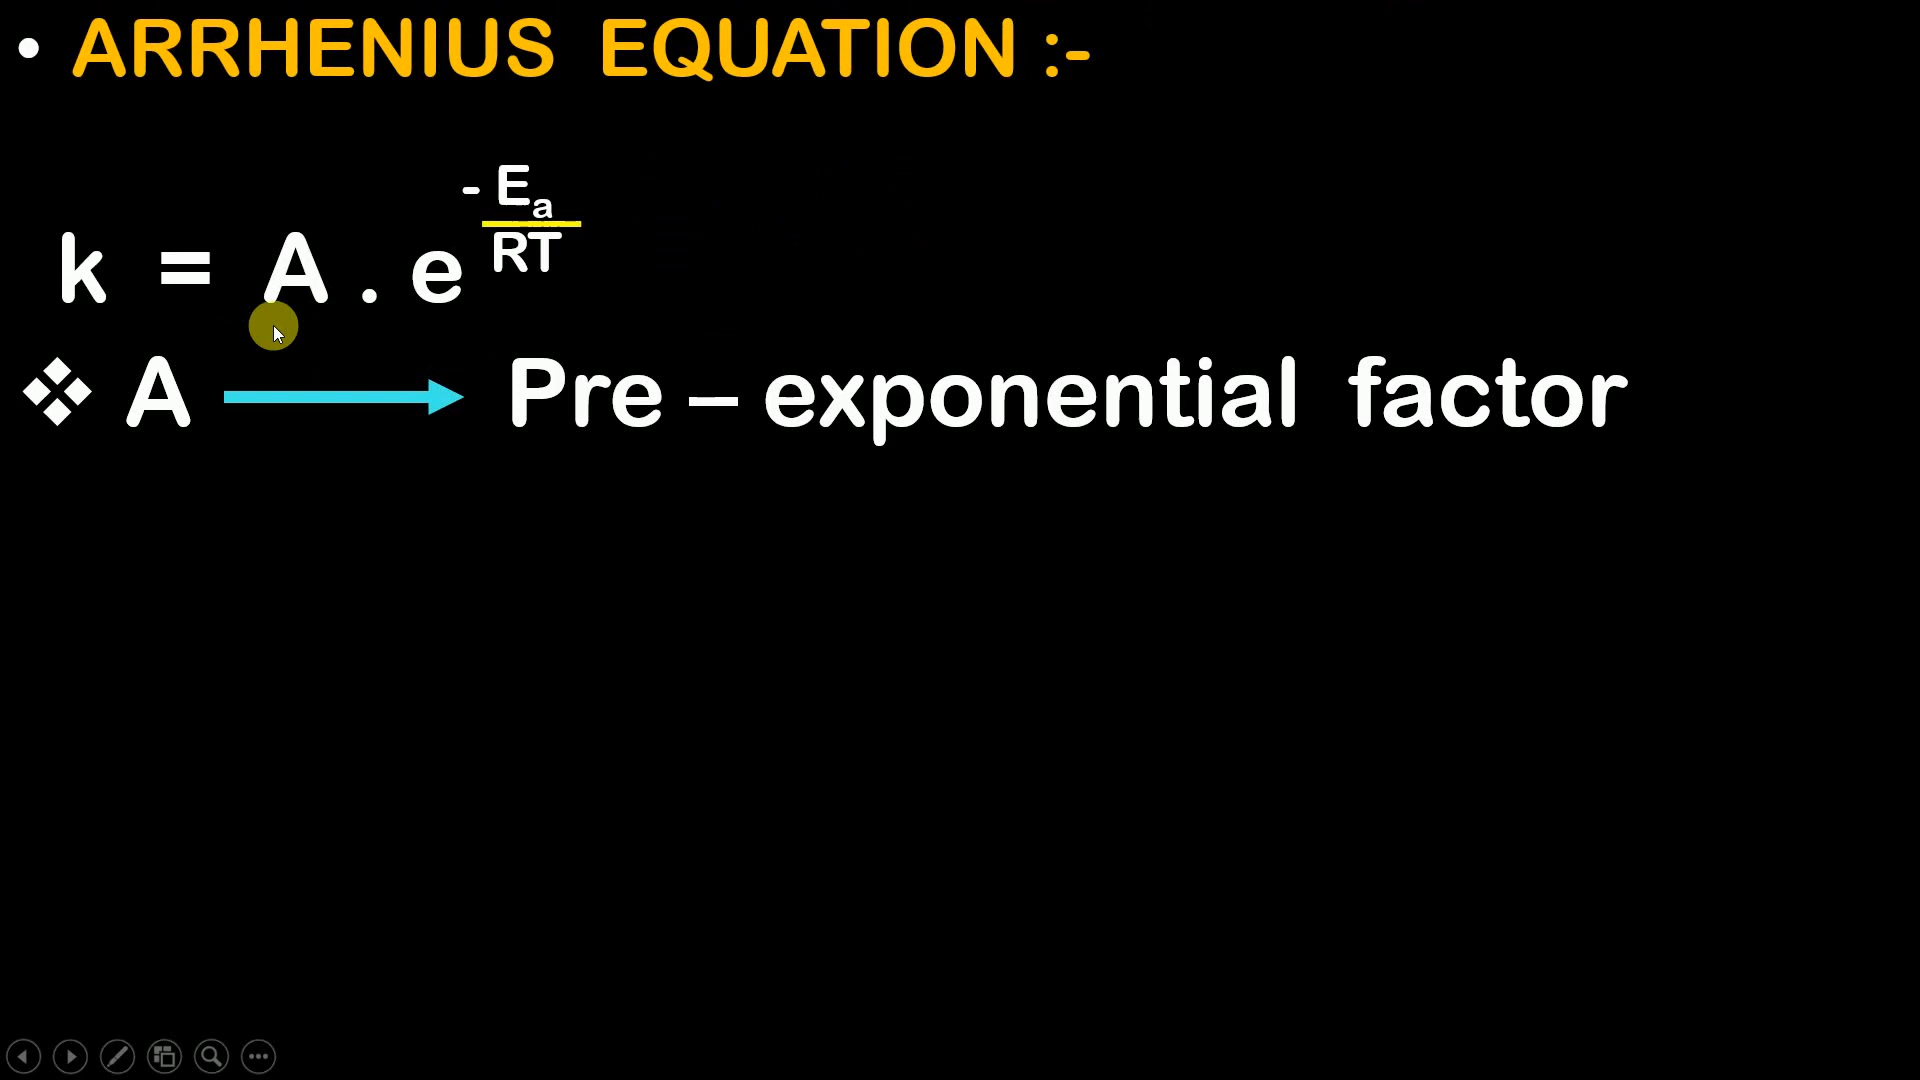 • ARRHENIUS EQUATION :-
k = A . e^(- Eₐ / RT)
❖ A → Pre – exponential factor